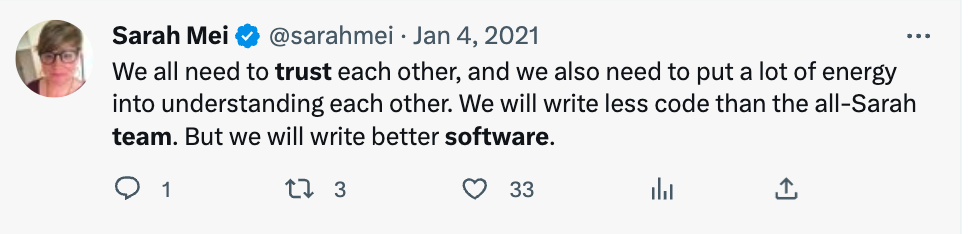 Sarah Mei @sarahmei · Jan 4, 2021
We all need to trust each other, and we also need to put a lot of energy
into understanding each other. We will write less code than the all-Sarah
team. But we will write better software.
1 3 33